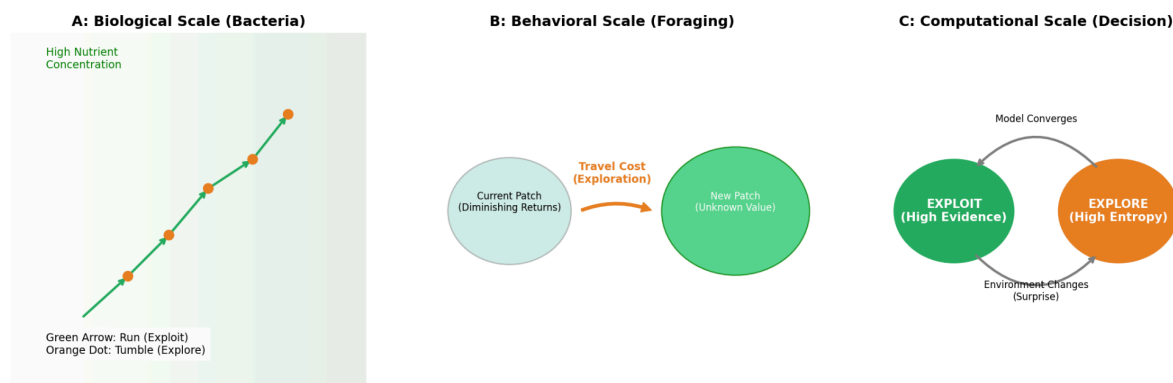 A: Biological Scale (Bacteria)
High Nutrient
Concentration
Green Arrow: Run (Exploit)
Orange Dot: Tumble (Explore)
B: Behavioral Scale (Foraging)
Current Patch
(Diminishing Returns)
Travel Cost
(Exploration)
New Patch
(Unknown Value)
C: Computational Scale (Decision)
Model Converges
EXPLOIT
(High Evidence)
EXPLORE
(High Entropy)
Environment Changes
(Surprise)